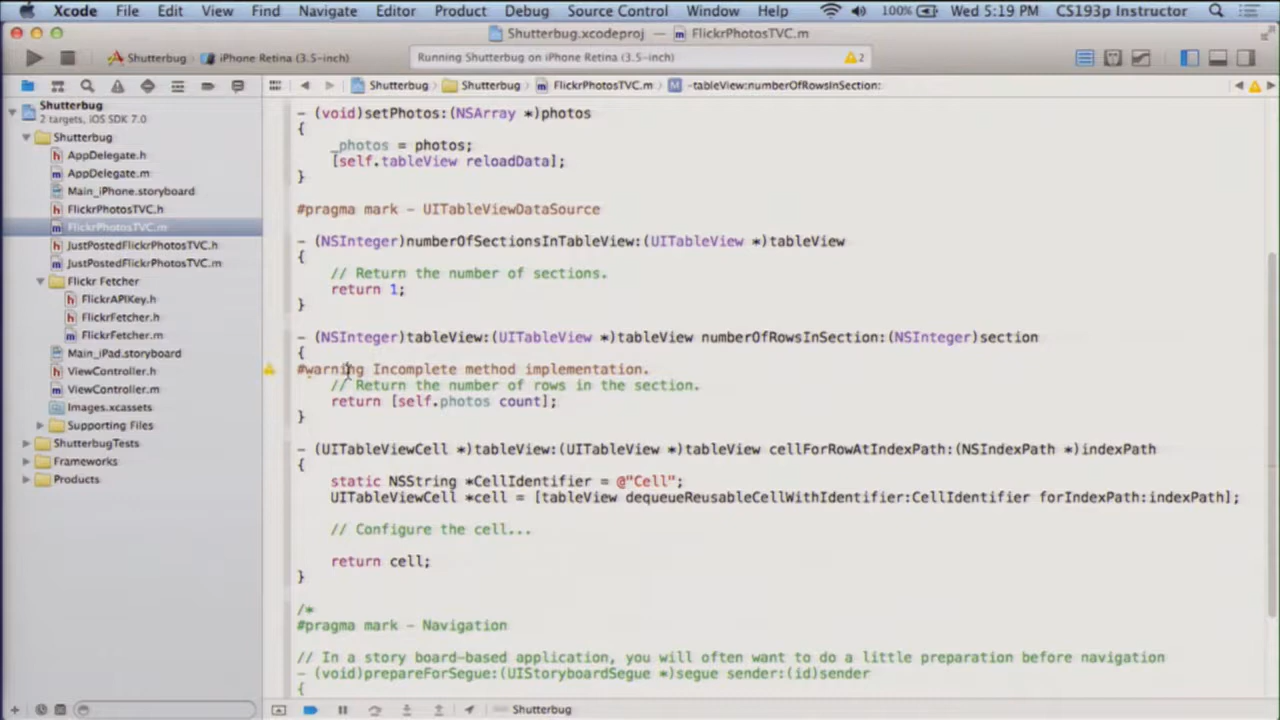 Xcode File Edit View Find Navigate Editor Product Debug Source Control Window Help 100% Wed 5:19 PM CS193p Instructor
Shutterbug.xcodeproj — FlickrPhotosTVC.m
Shutterbug iPhone Retina (3.5-inch) Running Shutterbug on iPhone Retina (3.5-inch) 2
Shutterbug Shutterbug FlickrPhotosTVC.m M -tableView:numberOfRowsInSection:
Shutterbug
2 targets, iOS SDK 7.0
Shutterbug
h AppDelegate.h
m AppDelegate.m
Main_iPhone.storyboard
h FlickrPhotosTVC.h
m FlickrPhotosTVC.m
h JustPostedFlickrPhotosTVC.h
m JustPostedFlickrPhotosTVC.m
Flickr Fetcher
h FlickrAPIKey.h
h FlickrFetcher.h
m FlickrFetcher.m
Main_iPad.storyboard
h ViewController.h
m ViewController.m
Images.xcassets
Supporting Files
ShutterbugTests
Frameworks
Products
- (void)setPhotos:(NSArray *)photos
{
_photos = photos;
[self.tableView reloadData];
}
#pragma mark - UITableViewDataSource
- (NSInteger)numberOfSectionsInTableView:(UITableView *)tableView
{
// Return the number of sections.
return 1;
}
- (NSInteger)tableView:(UITableView *)tableView numberOfRowsInSection:(NSInteger)section
{
#warning Incomplete method implementation.
// Return the number of rows in the section.
return [self.photos count];
}
- (UITableViewCell *)tableView:(UITableView *)tableView cellForRowAtIndexPath:(NSIndexPath *)indexPath
{
static NSString *CellIdentifier = @"Cell";
UITableViewCell *cell = [tableView dequeueReusableCellWithIdentifier:CellIdentifier forIndexPath:indexPath];
// Configure the cell...
return cell;
}
/*
#pragma mark - Navigation
// In a story board-based application, you will often want to do a little preparation before navigation
- (void)prepareForSegue:(UIStoryboardSegue *)segue sender:(id)sender
{
Shutterbug